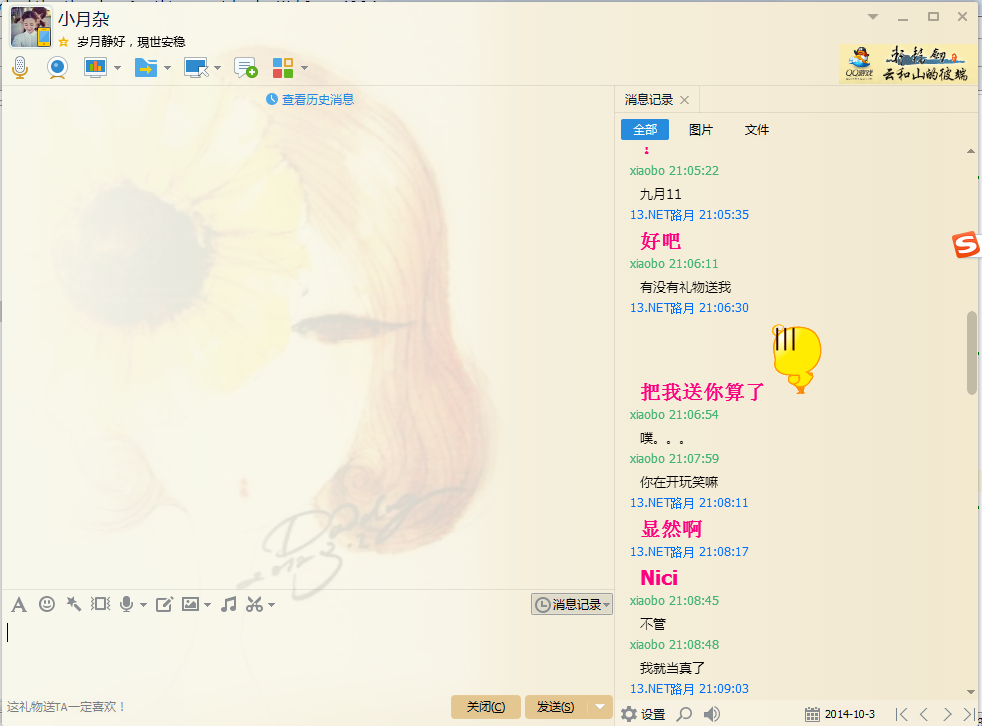 小月杂
岁月静好，現世安稳
QQ游戏
云和山的彼端
查看历史消息
消息记录
全部 图片 文件
：
xiaobo 21:05:22
九月11
13.NET路月 21:05:35
好吧
xiaobo 21:06:11
有没有礼物送我
13.NET路月 21:06:30
把我送你算了
xiaobo 21:06:54
噗。。。
xiaobo 21:07:59
你在开玩笑嘛
13.NET路月 21:08:11
显然啊
13.NET路月 21:08:17
Nici
xiaobo 21:08:45
不管
xiaobo 21:08:48
我就当真了
13.NET路月 21:09:03
消息记录
这礼物送TA一定喜欢！
关闭(C) 发送(S)
设置
2014-10-3